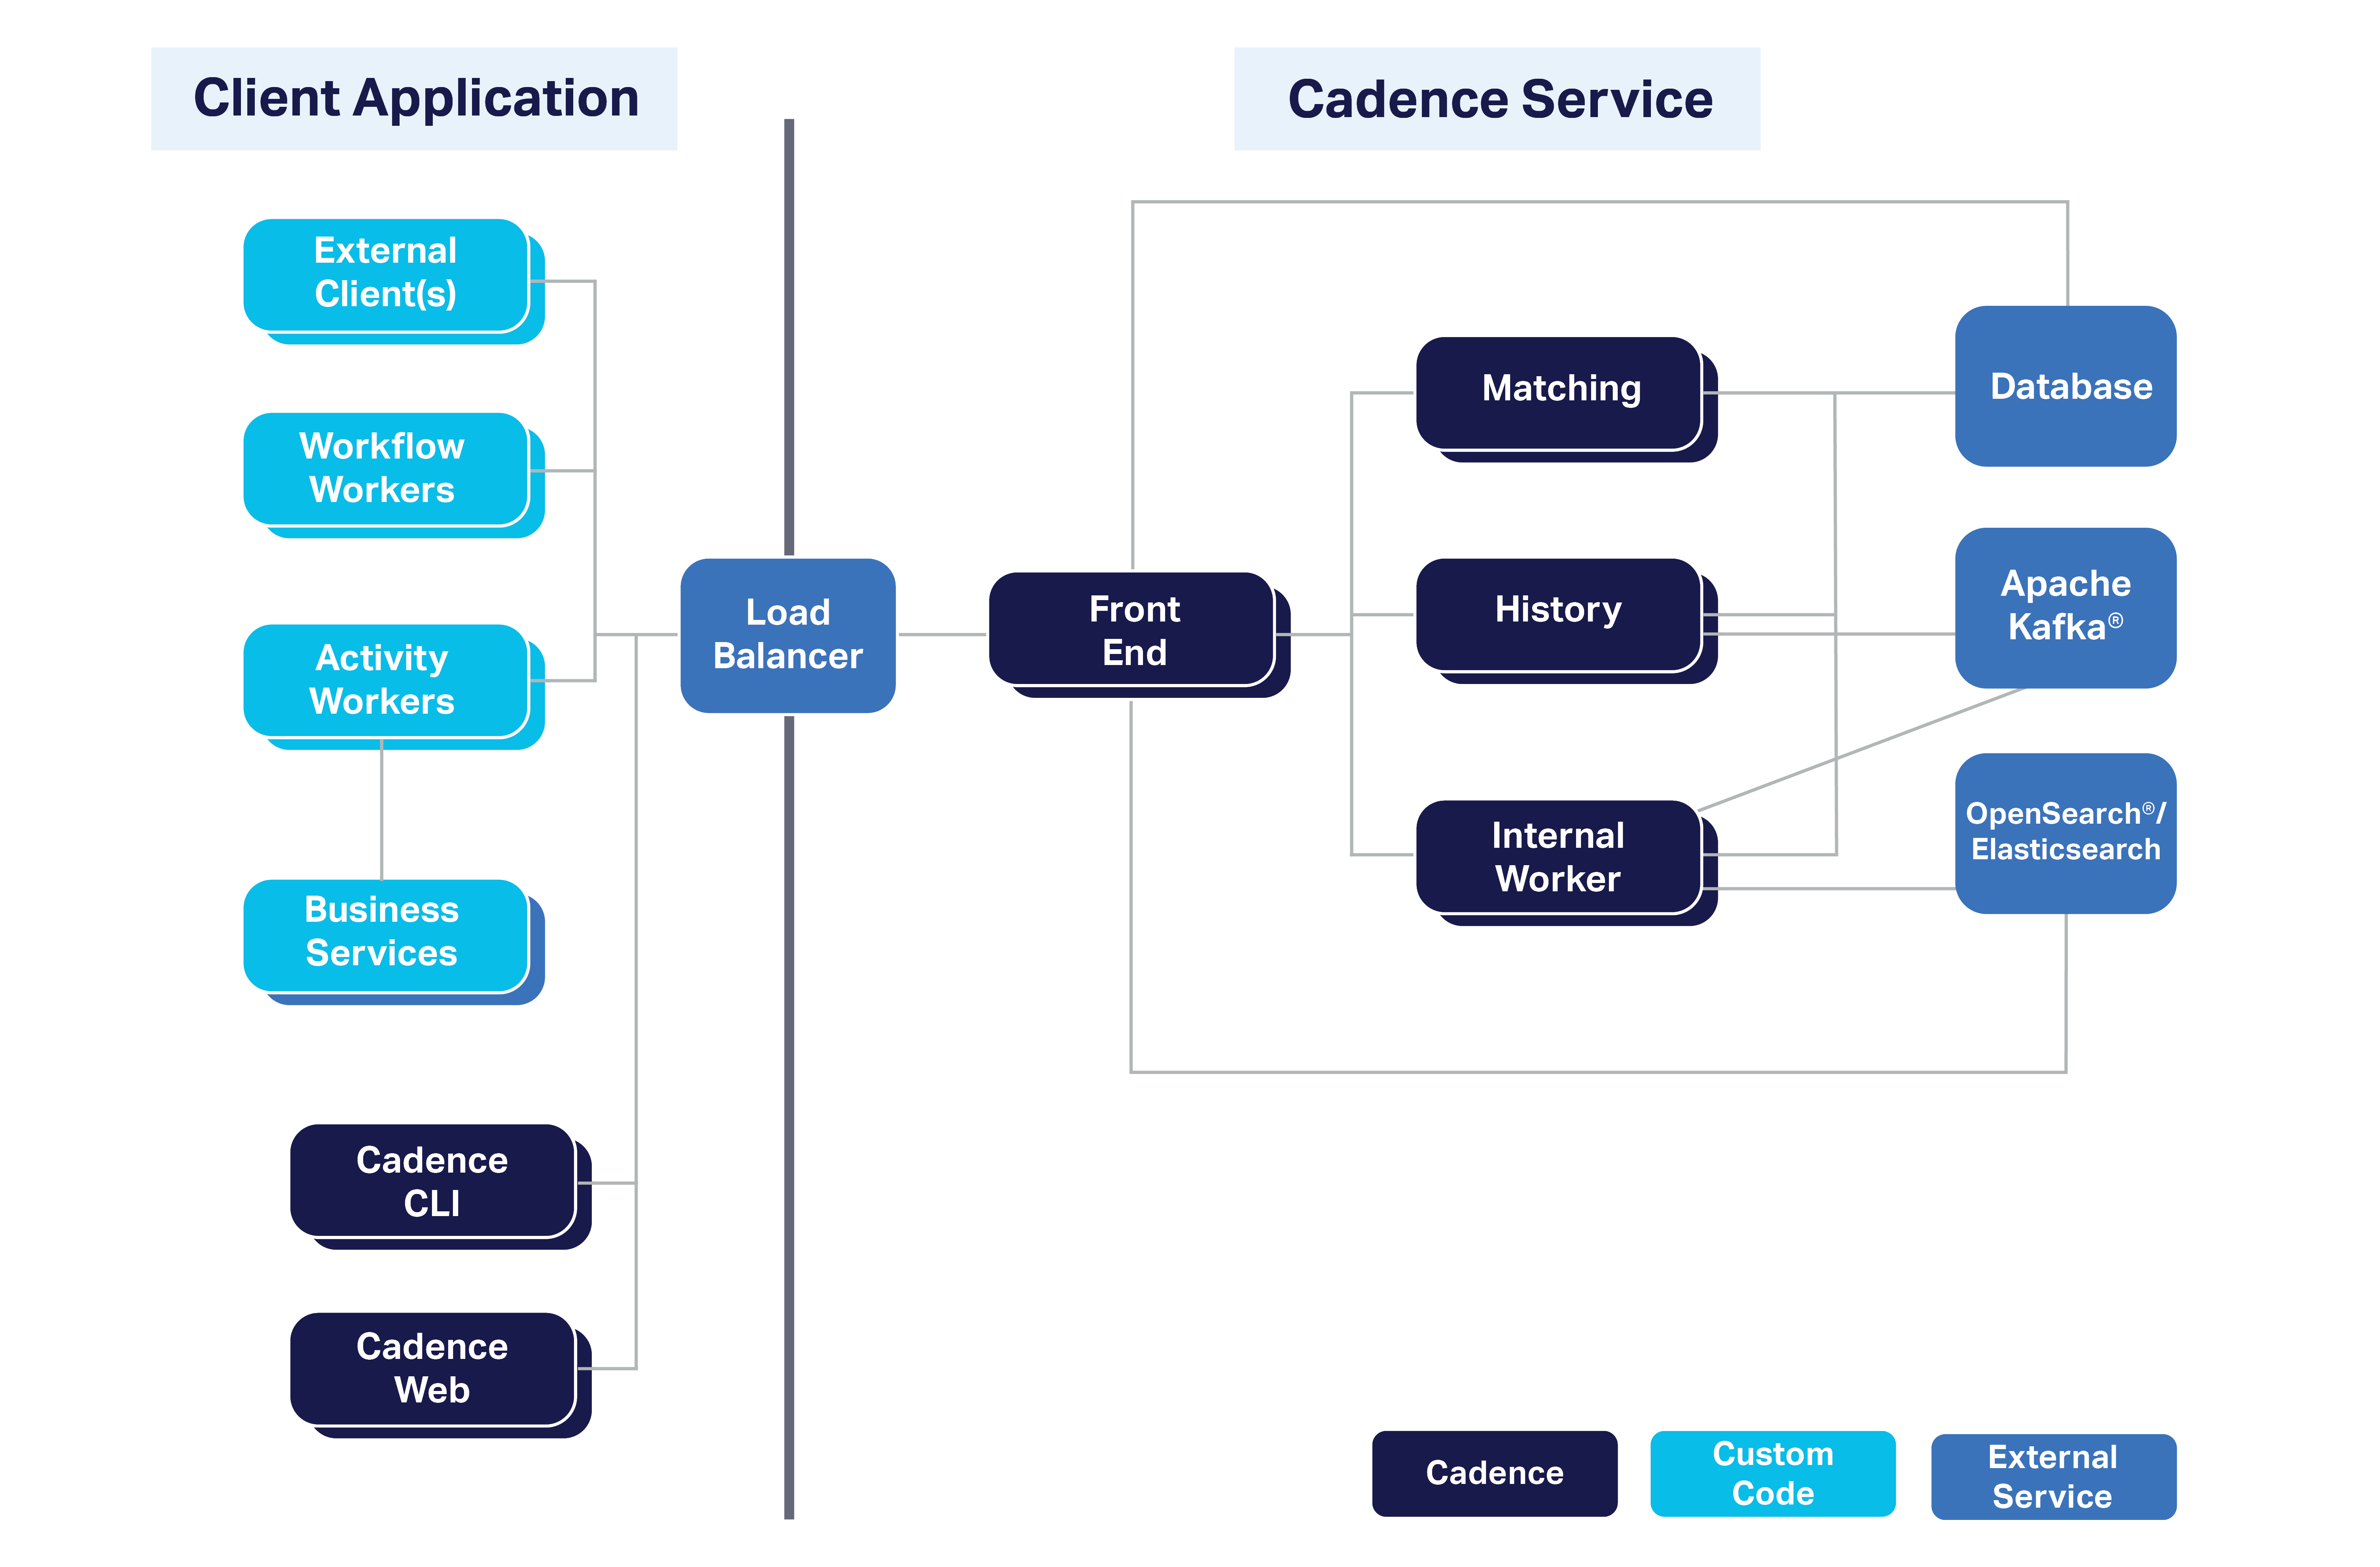 Client Application
Cadence Service
External
Client(s)
Workflow
Workers
Activity
Workers
Business
Services
Cadence
CLI
Cadence
Web
Load
Balancer
Front
End
Matching
History
Internal
Worker
Database
Apache
Kafka®
OpenSearch®/
Elasticsearch
Cadence
Custom
Code
External
Service